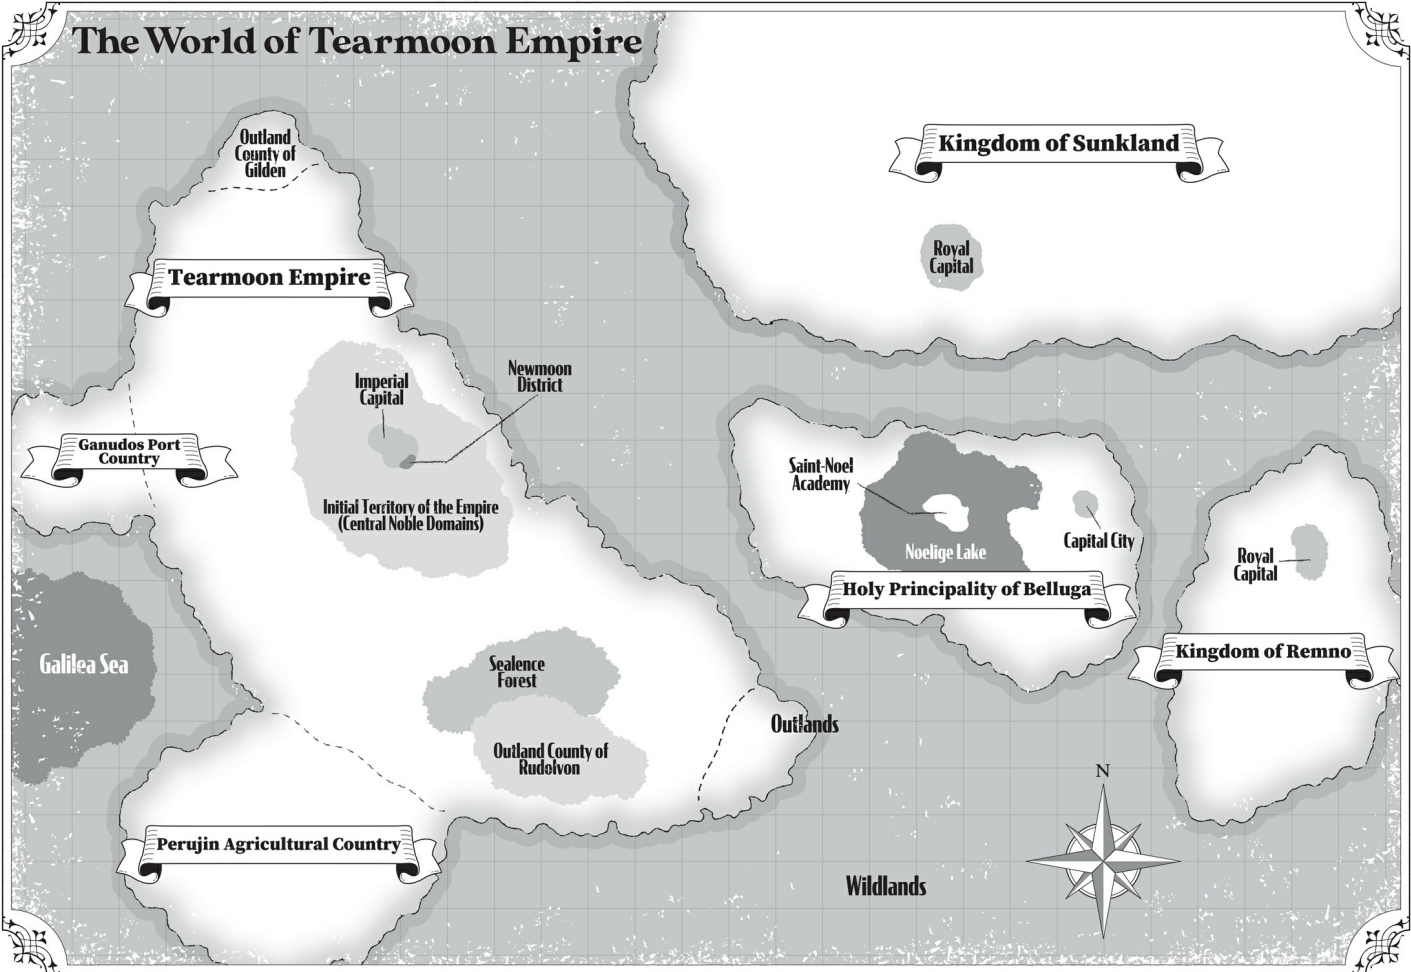 The World of Tearmoon Empire
Outland
County of
Gilden
Kingdom of Sunkland
Royal
Capital
Tearmoon Empire
Newmoon
District
Imperial
Capital
Ganudos Port
Country
Initial Territory of the Empire
(Central Noble Domains)
Saint-Noel
Academy
Noelige Lake
Capital City
Holy Principality of Belluga
Royal
Capital
Kingdom of Remno
Galilea Sea
Sealence
Forest
Outland County of
Rudolvon
Outlands
Perujin Agricultural Country
Wildlands
N